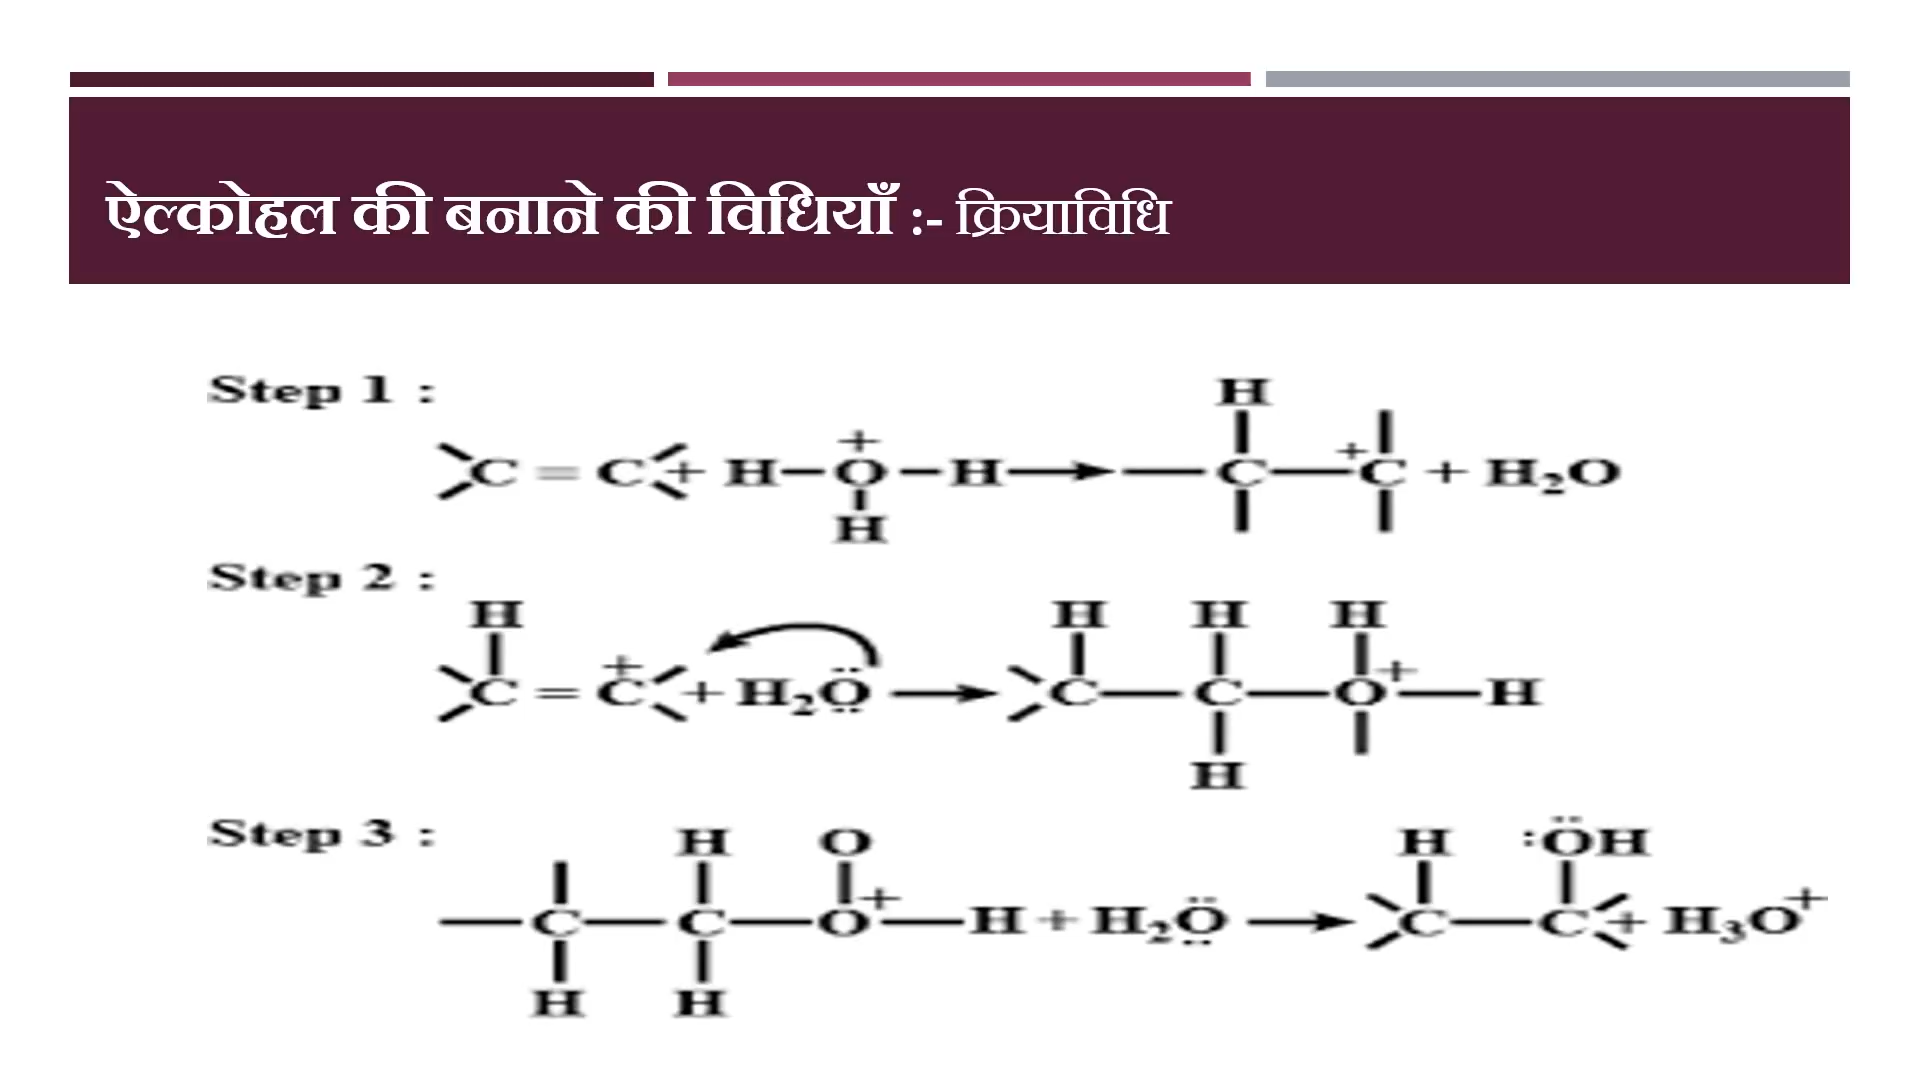 ऐल्कोहल की बनाने की विधियाँ :- क्रियाविधि
Step 1 :
H
C = C + H—O⁺—H → —C—C⁺ + H₂O
H
Step 2 :
H H H H
C = C⁺ + H₂Ö → C—C—O⁺—H
H
Step 3 :
H O H :ÖH
—C—C—O⁺—H + H₂Ö → C—C + H₃O⁺
H H